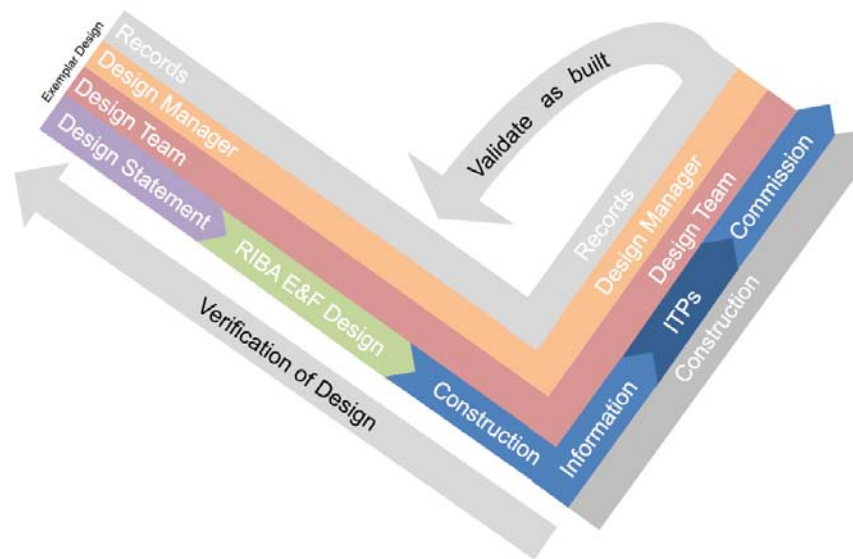 Exemplar Design
Records
Design Manager
Design Team
Design Statement
RIBA E&F Design
Construction
Verification of Design
Validate as built
Records
Design Manager
Design Team
Information
ITPs
Commission
Construction